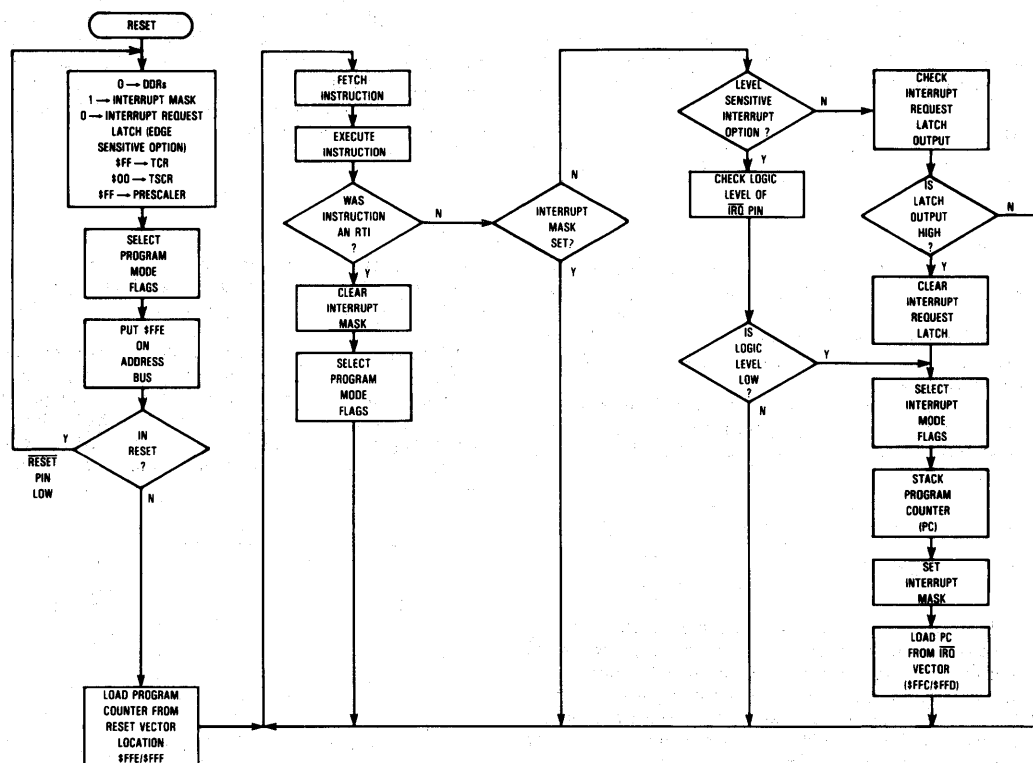 RESET
0 → DDRs
1 → INTERRUPT MASK
0 → INTERRUPT REQUEST
LATCH (EDGE
SENSITIVE OPTION)
$FF → TCR
$00 → TSCR
$FF → PRESCALER
SELECT
PROGRAM
MODE
FLAGS
PUT $FFE
ON
ADDRESS
BUS
IN
RESET
?
Y
RESET
PIN
LOW
N
LOAD PROGRAM
COUNTER FROM
RESET VECTOR
LOCATION
$FFE/$FFF
FETCH
INSTRUCTION
EXECUTE
INSTRUCTION
WAS
INSTRUCTION
AN RTI
?
N
Y
CLEAR
INTERRUPT
MASK
SELECT
PROGRAM
MODE
FLAGS
N
INTERRUPT
MASK
SET?
Y
LEVEL
SENSITIVE
INTERRUPT
OPTION ?
N
Y
CHECK LOGIC
LEVEL OF
IRQ PIN
IS
LOGIC
LEVEL
LOW
?
Y
N
CHECK
INTERRUPT
REQUEST
LATCH
OUTPUT
IS
LATCH
OUTPUT
HIGH
?
N
Y
CLEAR
INTERRUPT
REQUEST
LATCH
SELECT
INTERRUPT
MODE
FLAGS
STACK
PROGRAM
COUNTER
(PC)
SET
INTERRUPT
MASK
LOAD PC
FROM IRQ
VECTOR
($FFC/$FFD)